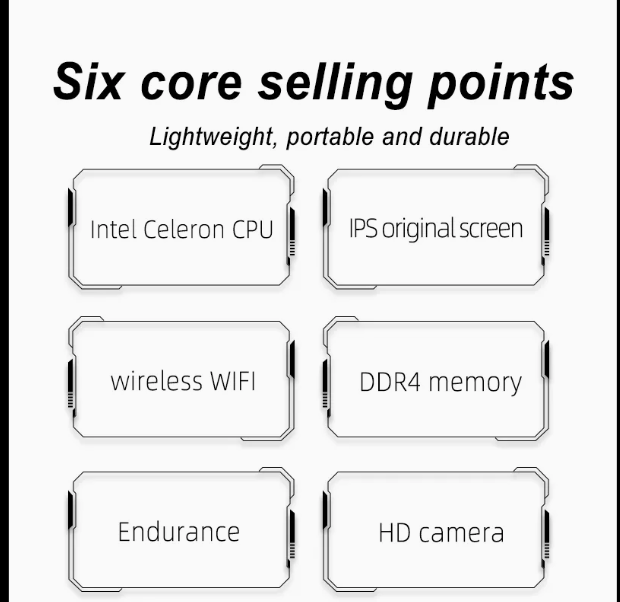 Six core selling points
Lightweight, portable and durable
Intel Celeron CPU
IPS original screen
wireless WIFI
DDR4 memory
Endurance
HD camera